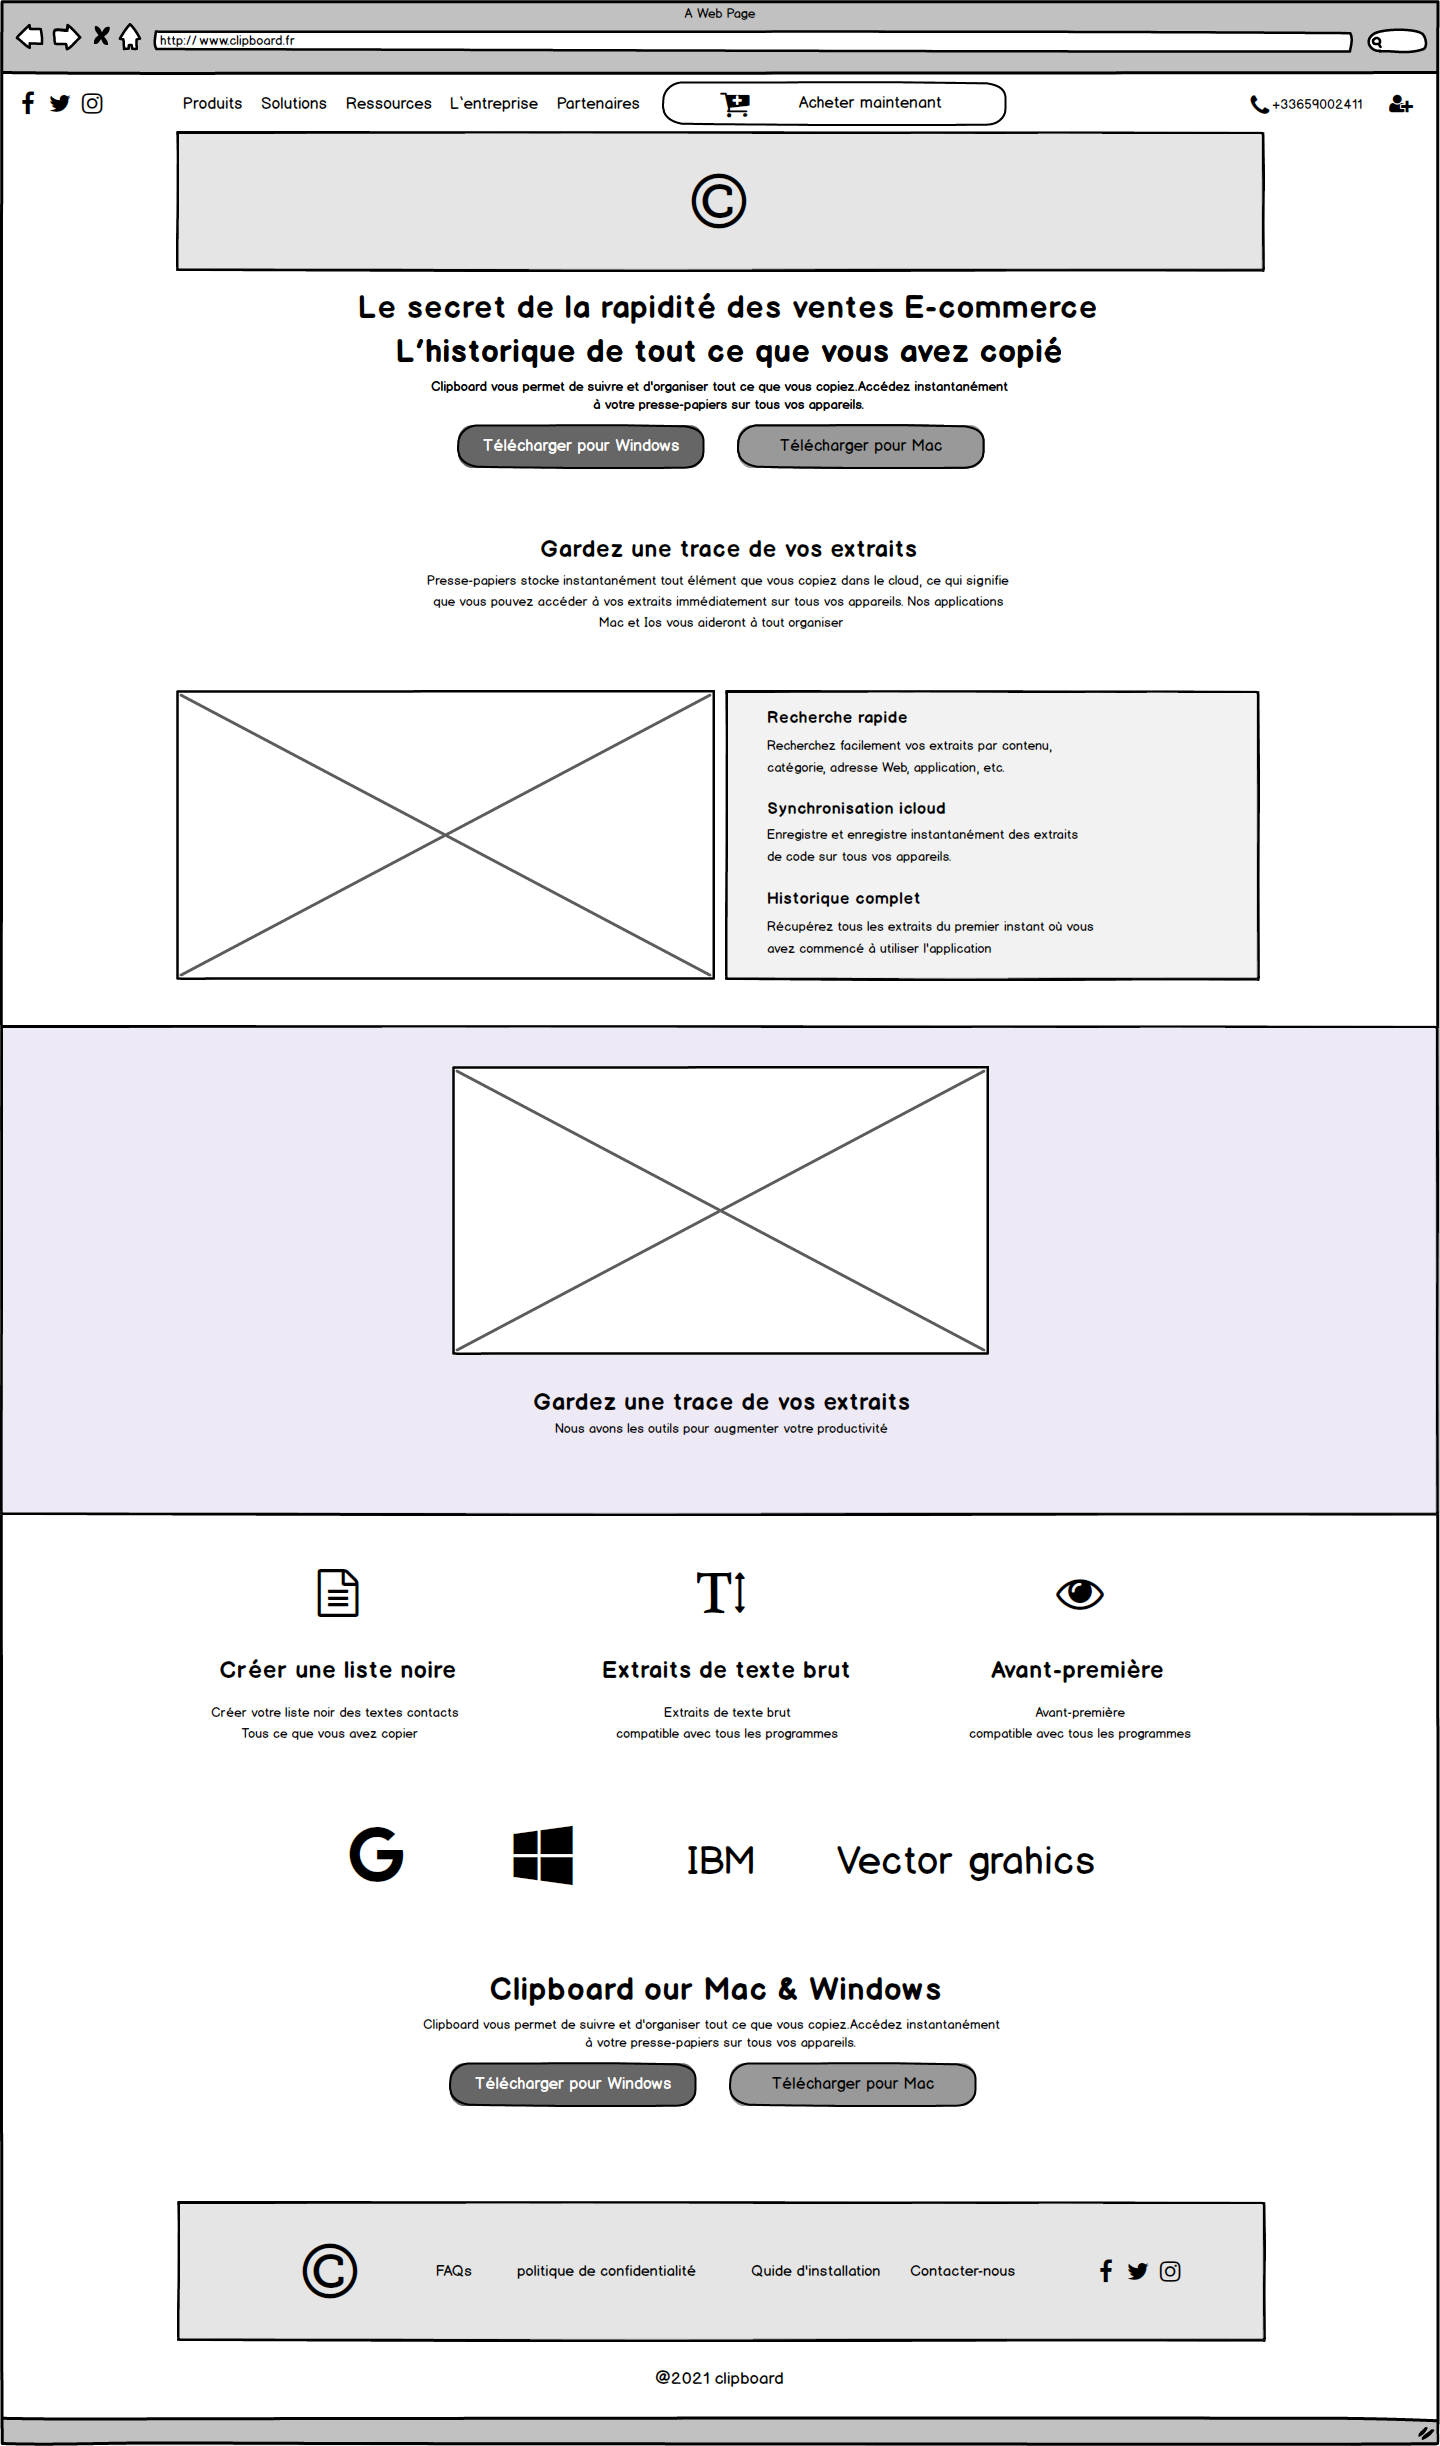 A Web Page
http:// www.clipboard.fr
Produits Solutions Ressources L`entreprise Partenaires Acheter maintenant +33659002411
©
Le secret de la rapidité des ventes E-commerce
L'historique de tout ce que vous avez copié
Clipboard vous permet de suivre et d'organiser tout ce que vous copiez.Accédez instantanément
à votre presse-papiers sur tous vos appareils.
Télécharger pour Windows Télécharger pour Mac
Gardez une trace de vos extraits
Presse-papiers stocke instantanément tout élément que vous copiez dans le cloud, ce qui signifie
que vous pouvez accéder à vos extraits immédiatement sur tous vos appareils. Nos applications
Mac et Ios vous aideront à tout organiser
Recherche rapide
Recherchez facilement vos extraits par contenu,
catégorie, adresse Web, application, etc.
Synchronisation icloud
Enregistre et enregistre instantanément des extraits
de code sur tous vos appareils.
Historique complet
Récupérez tous les extraits du premier instant où vous
avez commencé à utiliser l'application
Gardez une trace de vos extraits
Nous avons les outils pour augmenter votre productivité
Créer une liste noire
Créer votre liste noir des textes contacts
Tous ce que vous avez copier
Extraits de texte brut
Extraits de texte brut
compatible avec tous les programmes
Avant-première
Avant-première
compatible avec tous les programmes
G IBM Vector grahics
Clipboard our Mac & Windows
Clipboard vous permet de suivre et d'organiser tout ce que vous copiez.Accédez instantanément
à votre presse-papiers sur tous vos appareils.
Télécharger pour Windows Télécharger pour Mac
© FAQs politique de confidentialité Quide d'installation Contacter-nous
@2021 clipboard